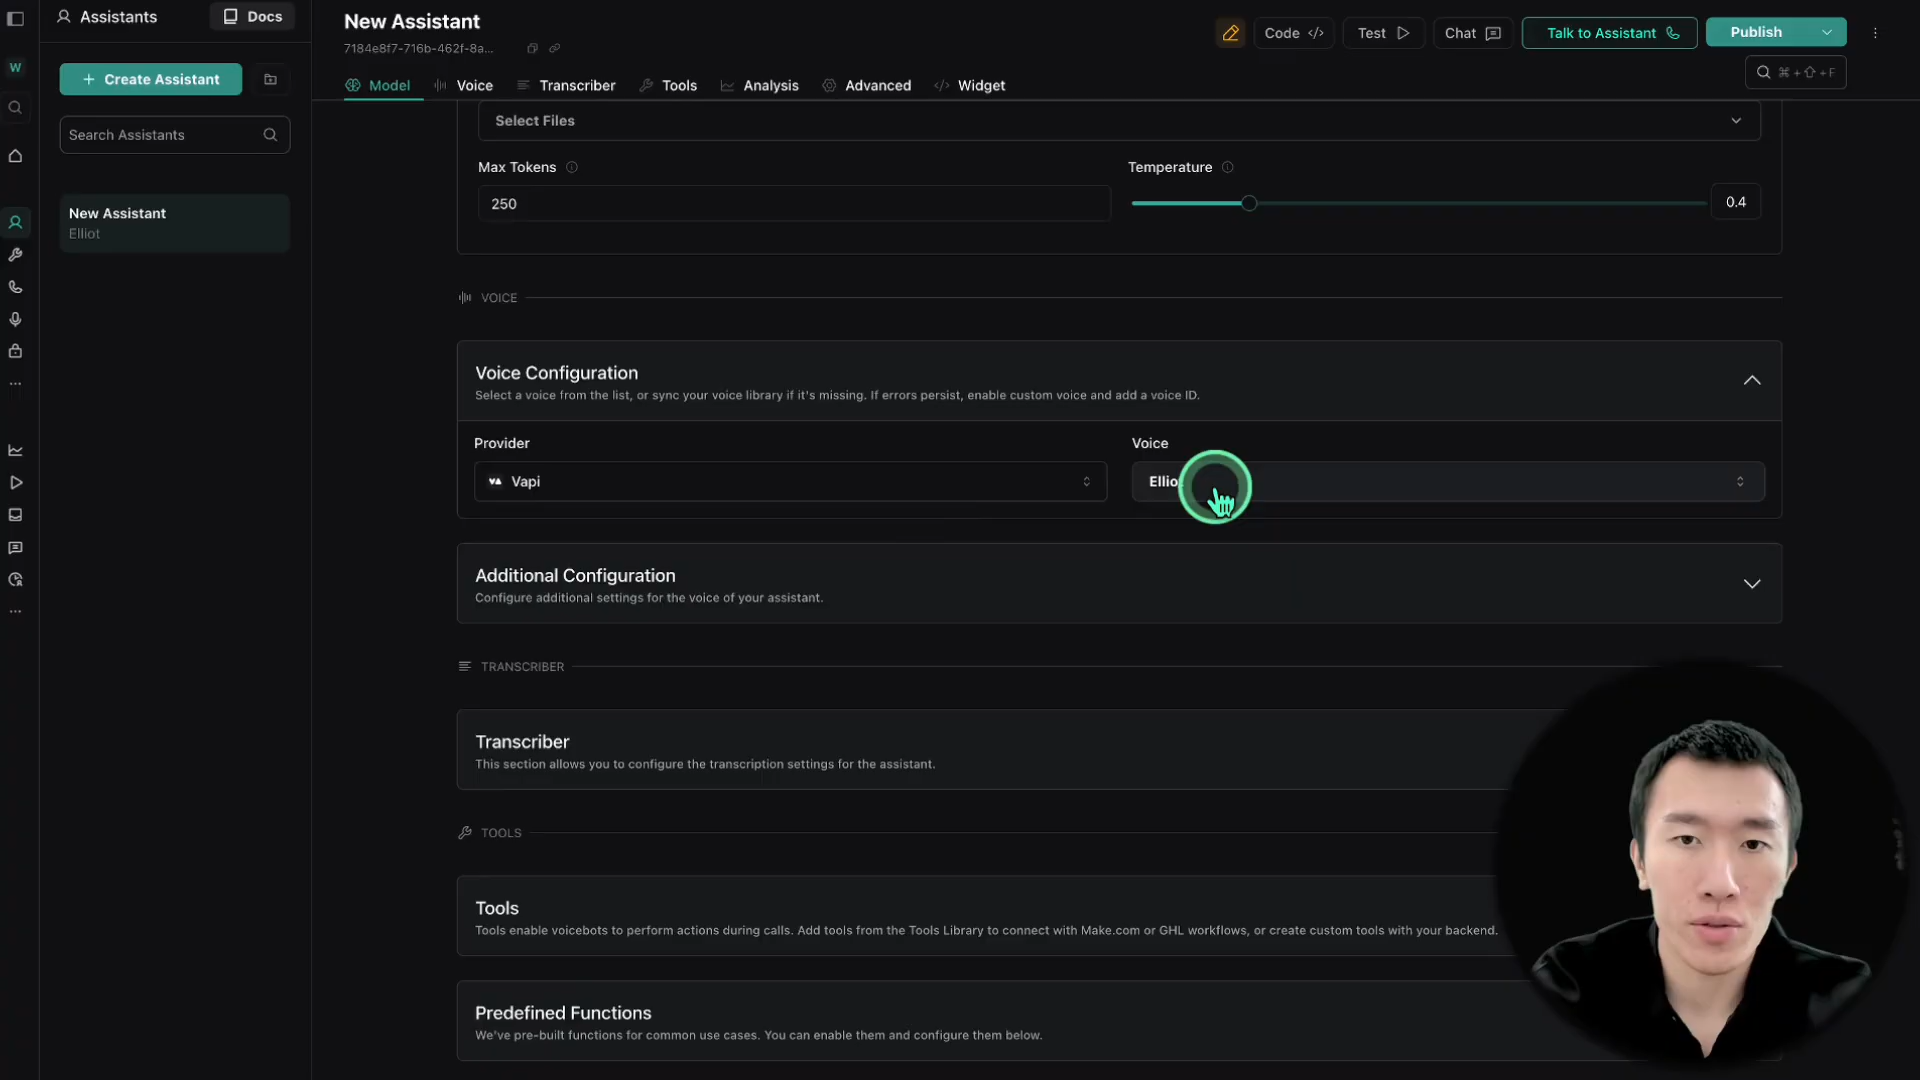 Assistants
Docs
New Assistant
7184e8f7-716b-462f-8a...
Code
Test
Chat
Talk to Assistant
Publish
W
Create Assistant
⌘+⇧+F
Model
Voice
Transcriber
Tools
Analysis
Advanced
Widget
Search Assistants
Select Files
Max Tokens
Temperature
250
0.4
New Assistant
Elliot
VOICE
Voice Configuration
Select a voice from the list, or sync your voice library if it's missing. If errors persist, enable custom voice and add a voice ID.
Provider
Voice
Vapi
Elliot
Additional Configuration
Configure additional settings for the voice of your assistant.
TRANSCRIBER
Transcriber
This section allows you to configure the transcription settings for the assistant.
TOOLS
Tools
Tools enable voicebots to perform actions during calls. Add tools from the Tools Library to connect with Make.com or GHL workflows, or create custom tools with your backend.
Predefined Functions
We've pre-built functions for common use cases. You can enable them and configure them below.